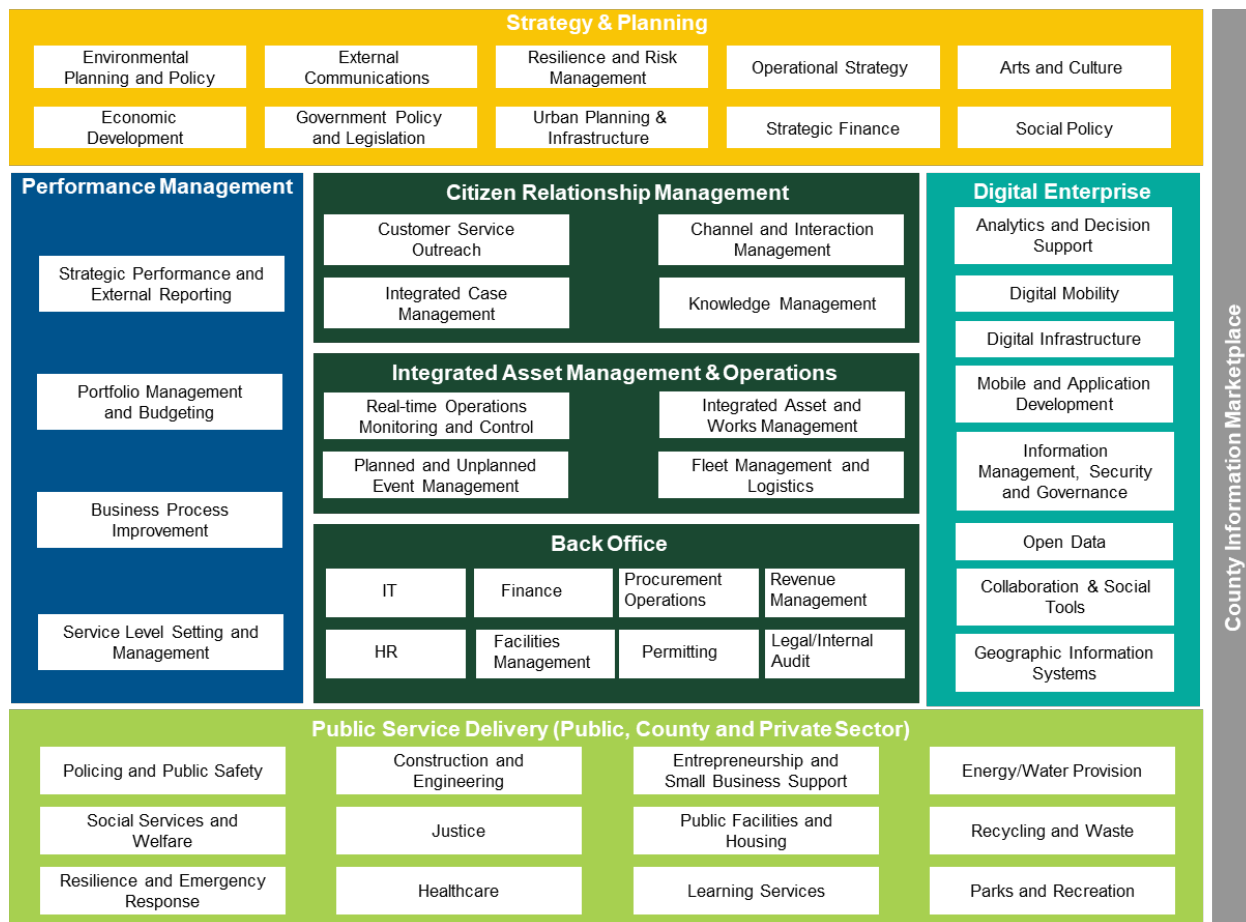 Strategy & Planning
Environmental
Planning and Policy
External
Communications
Resilience and Risk
Management
Operational Strategy
Arts and Culture
Economic
Development
Government Policy
and Legislation
Urban Planning &
Infrastructure
Strategic Finance
Social Policy
Performance Management
Strategic Performance and
External Reporting
Portfolio Management
and Budgeting
Business Process
Improvement
Service Level Setting and
Management
Citizen Relationship Management
Customer Service
Outreach
Channel and Interaction
Management
Integrated Case
Management
Knowledge Management
Integrated Asset Management & Operations
Real-time Operations
Monitoring and Control
Integrated Asset and
Works Management
Planned and Unplanned
Event Management
Fleet Management and
Logistics
Back Office
IT
Finance
Procurement
Operations
Revenue
Management
HR
Facilities
Management
Permitting
Legal/Internal
Audit
Digital Enterprise
Analytics and Decision
Support
Digital Mobility
Digital Infrastructure
Mobile and Application
Development
Information
Management, Security
and Governance
Open Data
Collaboration & Social
Tools
Geographic Information
Systems
Public Service Delivery (Public, County and Private Sector)
Policing and Public Safety
Construction and
Engineering
Entrepreneurship and
Small Business Support
Energy/Water Provision
Social Services and
Welfare
Justice
Public Facilities and
Housing
Recycling and Waste
Resilience and Emergency
Response
Healthcare
Learning Services
Parks and Recreation
County Information Marketplace